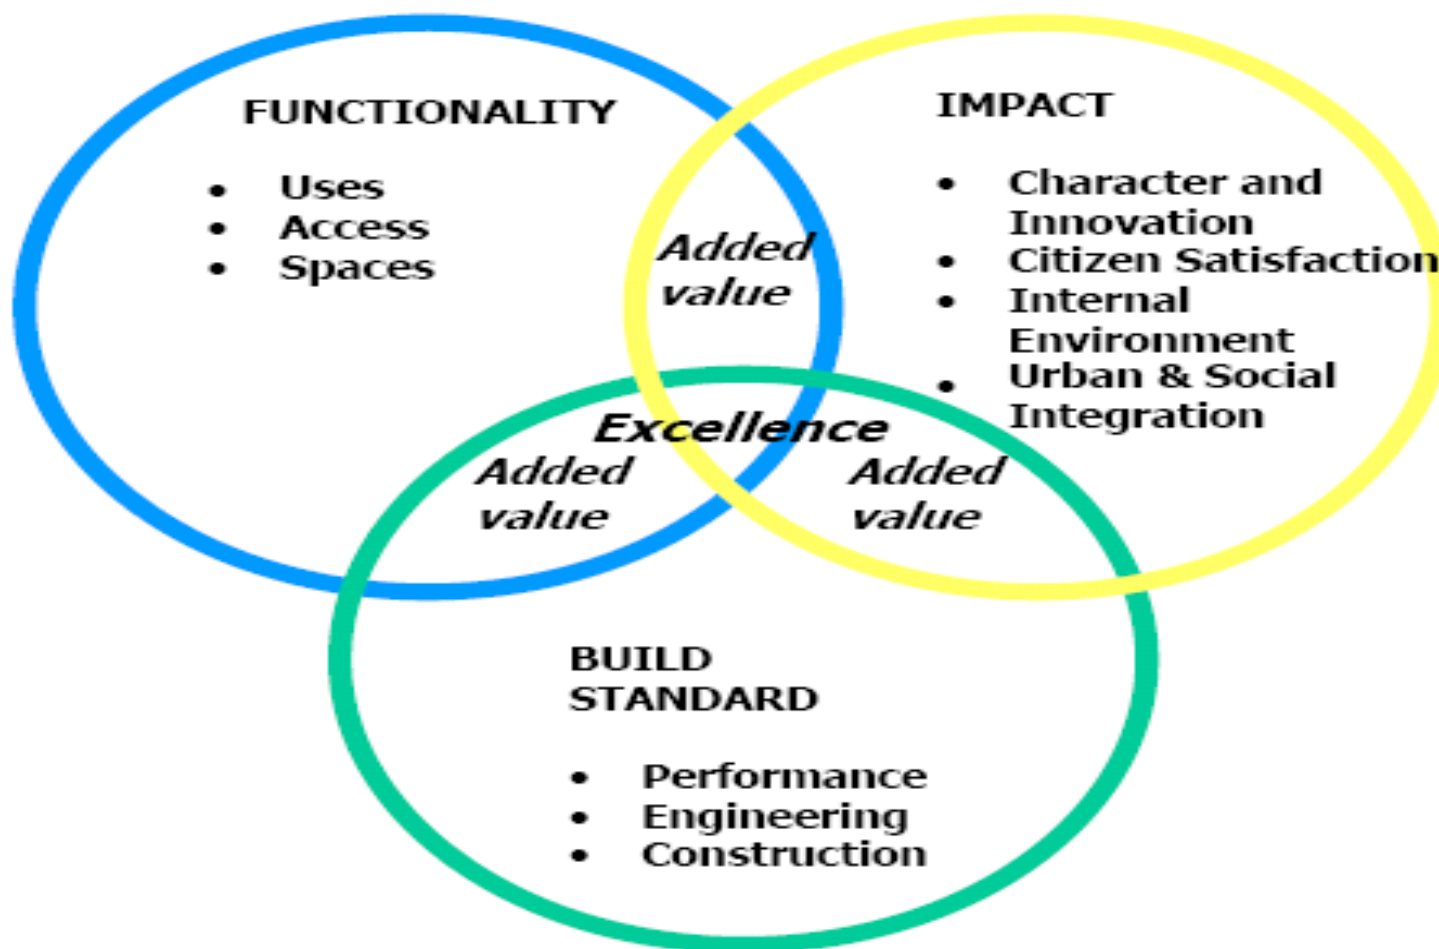 FUNCTIONALITY
• Uses
• Access
• Spaces
IMPACT
• Character and
Innovation
• Citizen Satisfaction
• Internal
Environment
• Urban & Social
Integration
Added
value
Excellence
Added
value
Added
value
BUILD
STANDARD
• Performance
• Engineering
• Construction